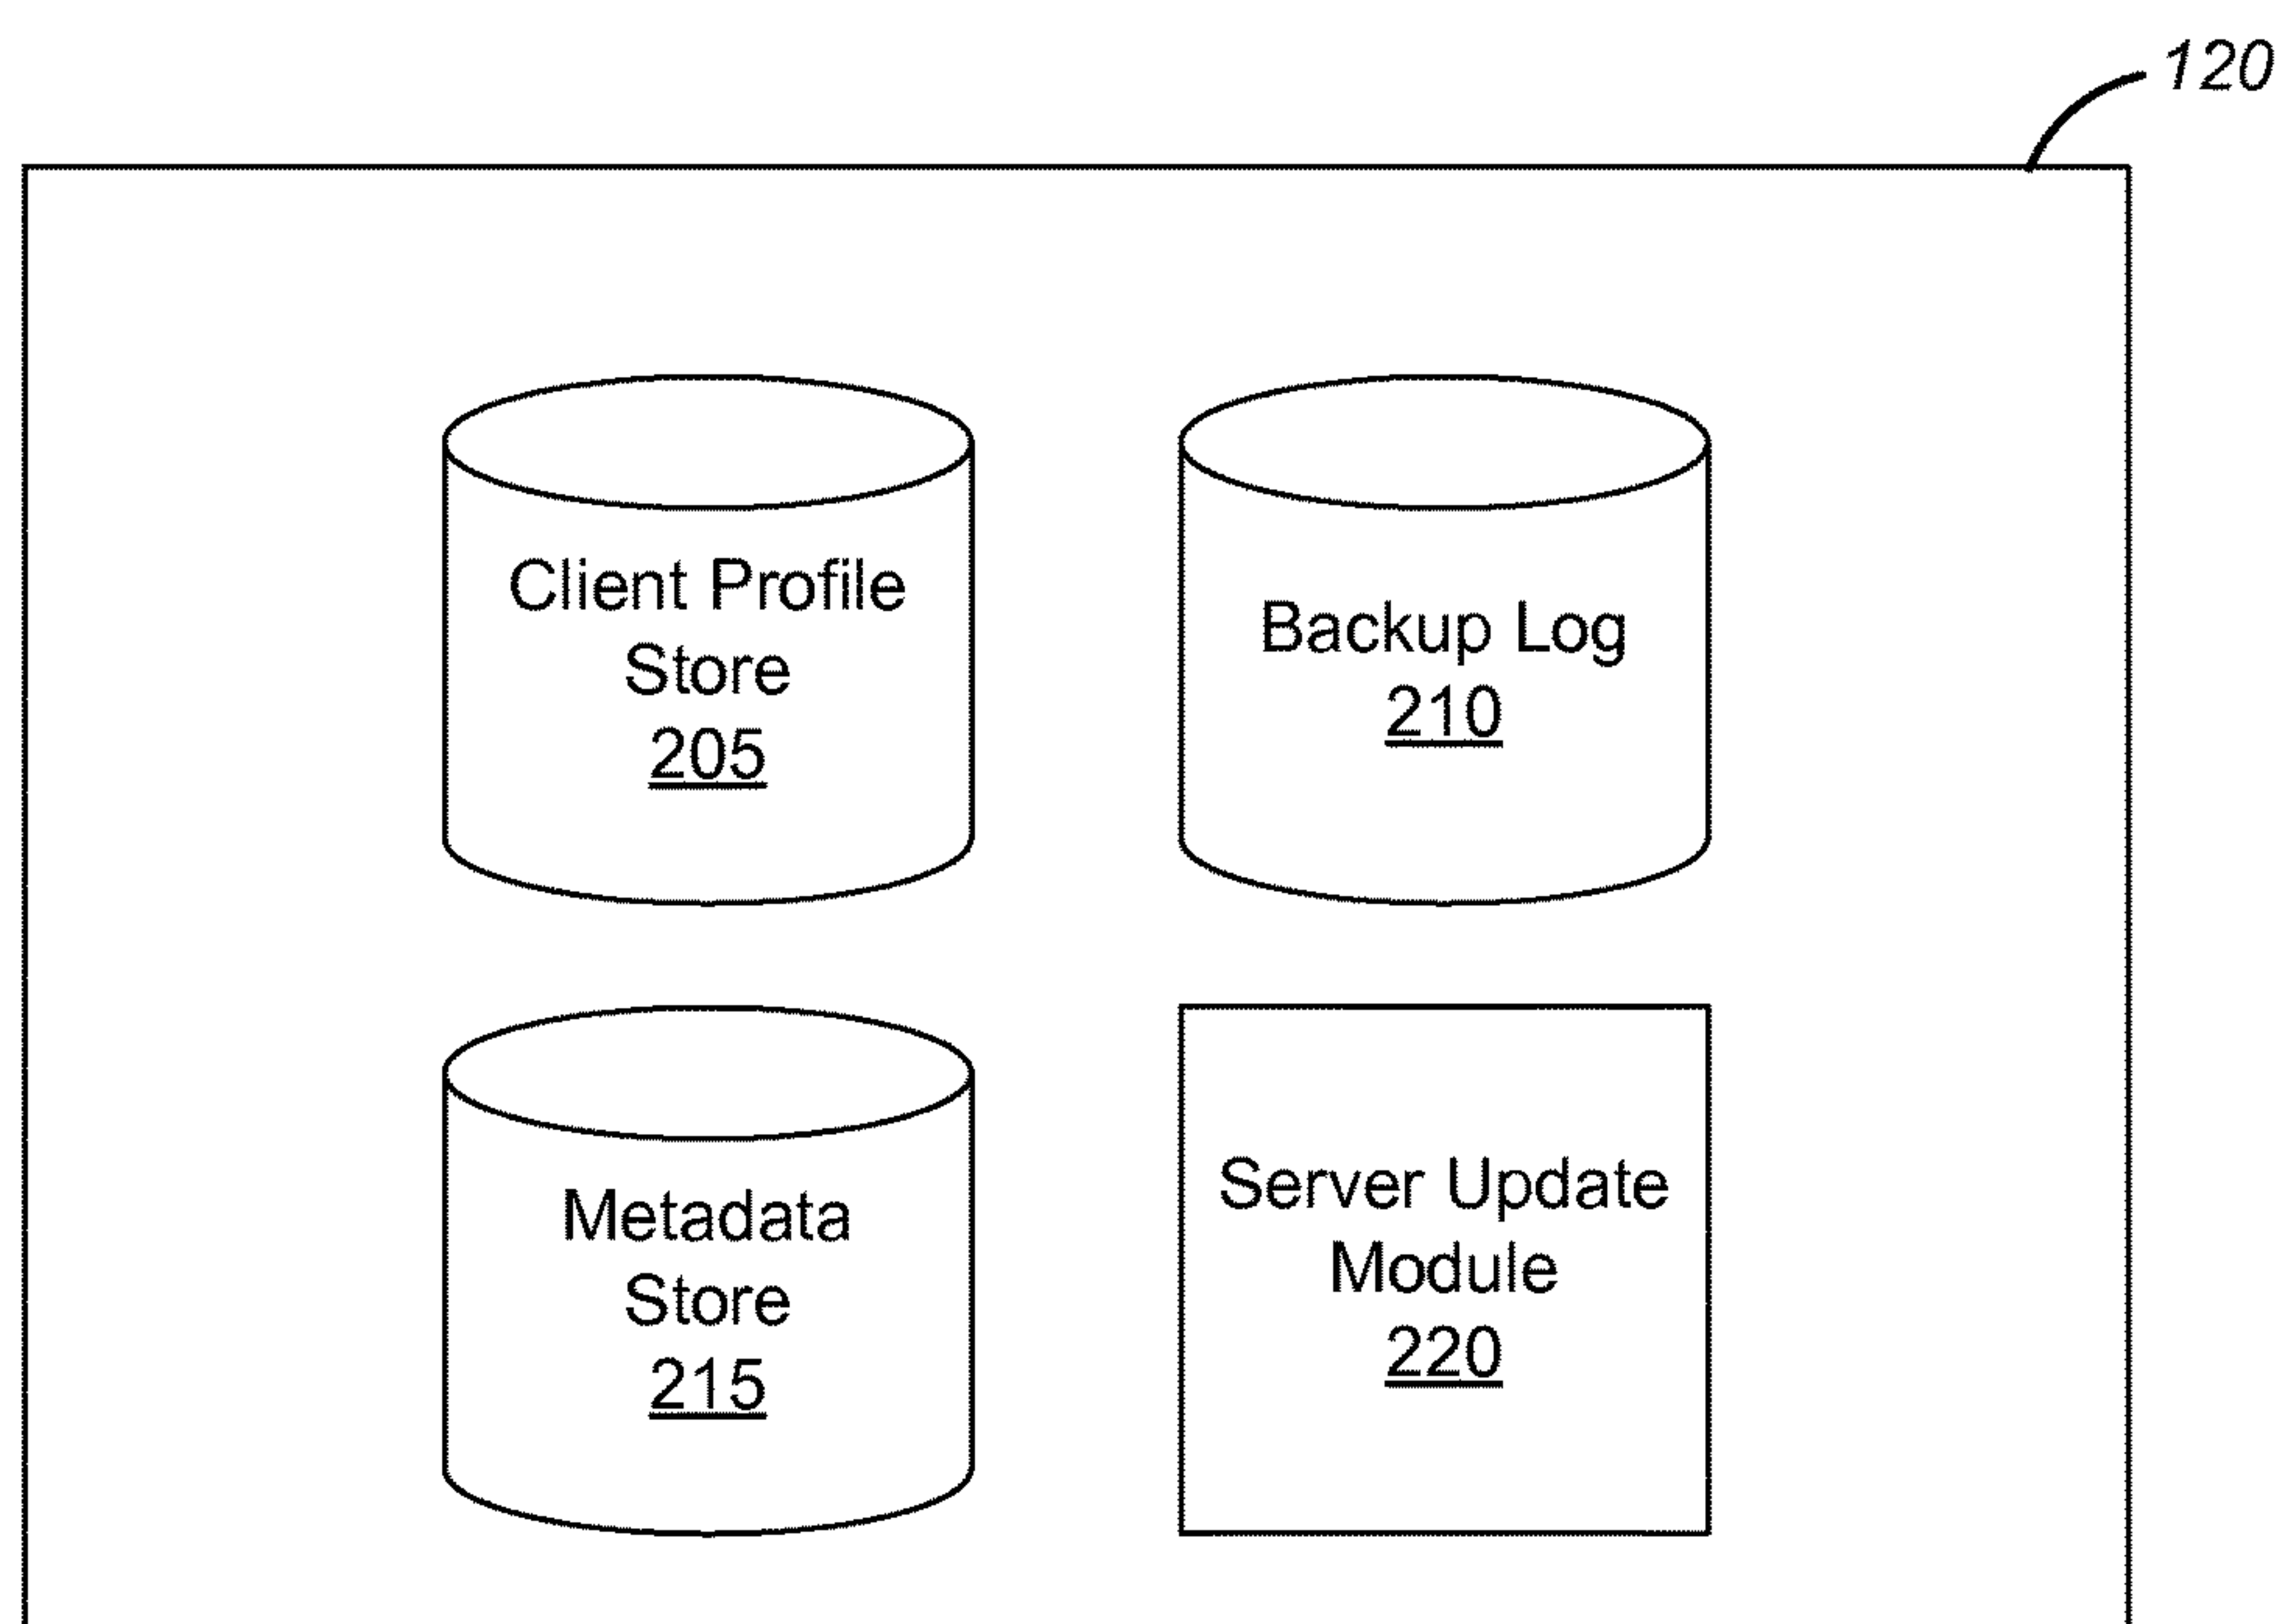 120
Client Profile
Store
205
Backup Log
210
Metadata
Store
215
Server Update
Module
220